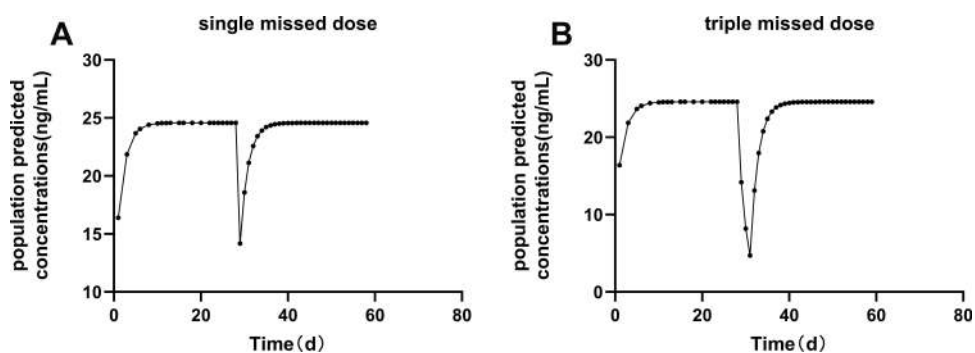 A
single missed dose
population predicted
concentrations(ng/mL)
30
25
20
15
10
0
20
40
60
80
Time(d)
B
triple missed dose
population predicted
concentrations(ng/mL)
30
20
10
0
0
20
40
60
80
Time(d)